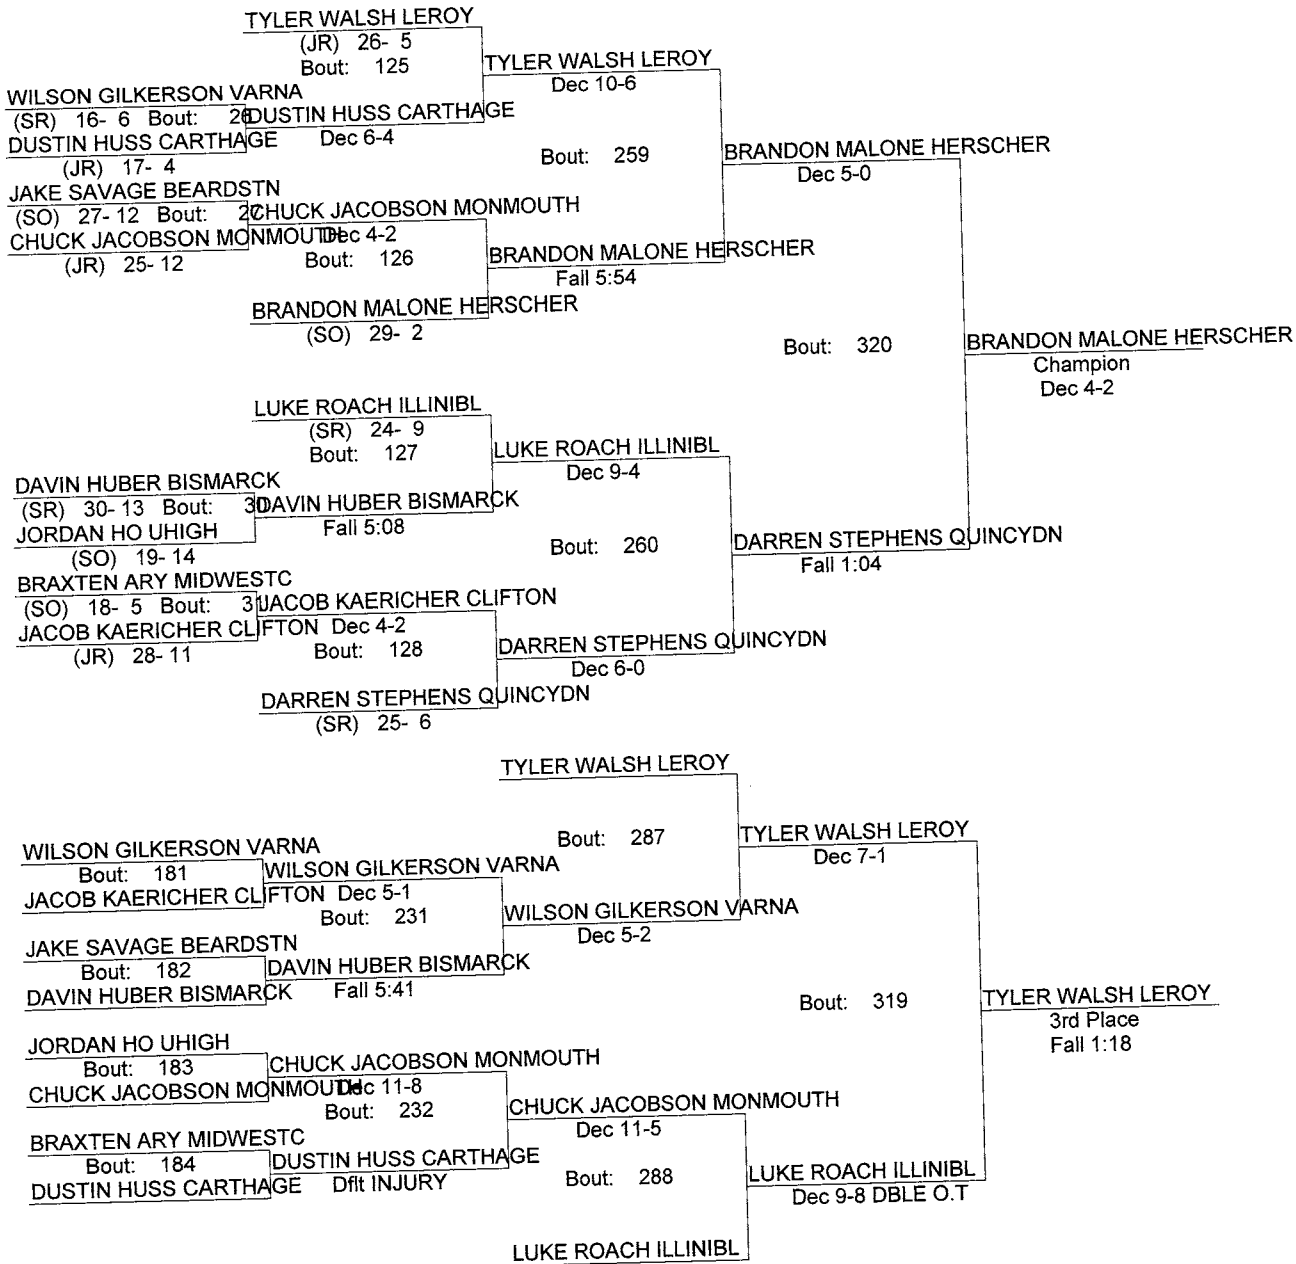 TYLER WALSH LEROY
(JR) 26- 5
Bout: 125
TYLER WALSH LEROY
Dec 10-6
WILSON GILKERSON VARNA
(SR) 16- 6 Bout: 26
DUSTIN HUSS CARTHAGE
Dec 6-4
DUSTIN HUSS CARTHAGE
(JR) 17- 4
Bout: 259
BRANDON MALONE HERSCHER
Dec 5-0
JAKE SAVAGE BEARDSTN
(SO) 27- 12 Bout: 27
CHUCK JACOBSON MONMOUTH
Dec 4-2
CHUCK JACOBSON MONMOUTH
(JR) 25- 12
Bout: 126
BRANDON MALONE HERSCHER
Fall 5:54
BRANDON MALONE HERSCHER
(SO) 29- 2
Bout: 320
BRANDON MALONE HERSCHER
Champion
Dec 4-2
LUKE ROACH ILLINIBL
(SR) 24- 9
Bout: 127
LUKE ROACH ILLINIBL
Dec 9-4
DAVIN HUBER BISMARCK
(SR) 30- 13 Bout: 30
DAVIN HUBER BISMARCK
Fall 5:08
JORDAN HO UHIGH
(SO) 19- 14
Bout: 260
DARREN STEPHENS QUINCYDN
Fall 1:04
BRAXTEN ARY MIDWESTC
(SO) 18- 5 Bout: 31
JACOB KAERICHER CLIFTON
Dec 4-2
JACOB KAERICHER CLIFTON
(JR) 28- 11
Bout: 128
DARREN STEPHENS QUINCYDN
Dec 6-0
DARREN STEPHENS QUINCYDN
(SR) 25- 6
TYLER WALSH LEROY
Bout: 287
TYLER WALSH LEROY
Dec 7-1
WILSON GILKERSON VARNA
Bout: 181
WILSON GILKERSON VARNA
JACOB KAERICHER CLIFTON
Dec 5-1
Bout: 231
WILSON GILKERSON VARNA
Dec 5-2
JAKE SAVAGE BEARDSTN
Bout: 182
DAVIN HUBER BISMARCK
DAVIN HUBER BISMARCK
Fall 5:41
Bout: 319
TYLER WALSH LEROY
3rd Place
Fall 1:18
JORDAN HO UHIGH
Bout: 183
CHUCK JACOBSON MONMOUTH
CHUCK JACOBSON MONMOUTH
Dec 11-8
Bout: 232
CHUCK JACOBSON MONMOUTH
Dec 11-5
BRAXTEN ARY MIDWESTC
Bout: 184
DUSTIN HUSS CARTHAGE
DUSTIN HUSS CARTHAGE
Dflt INJURY
Bout: 288
LUKE ROACH ILLINIBL
Dec 9-8 DBLE O.T
LUKE ROACH ILLINIBL